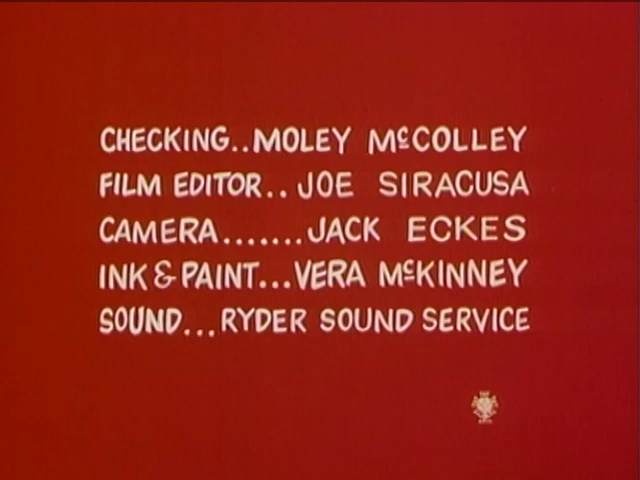 CHECKING..MOLEY McCOLLEY
FILM EDITOR..JOE SIRACUSA
CAMERA.......JACK ECKES
INK & PAINT...VERA McKINNEY
SOUND...RYDER SOUND SERVICE